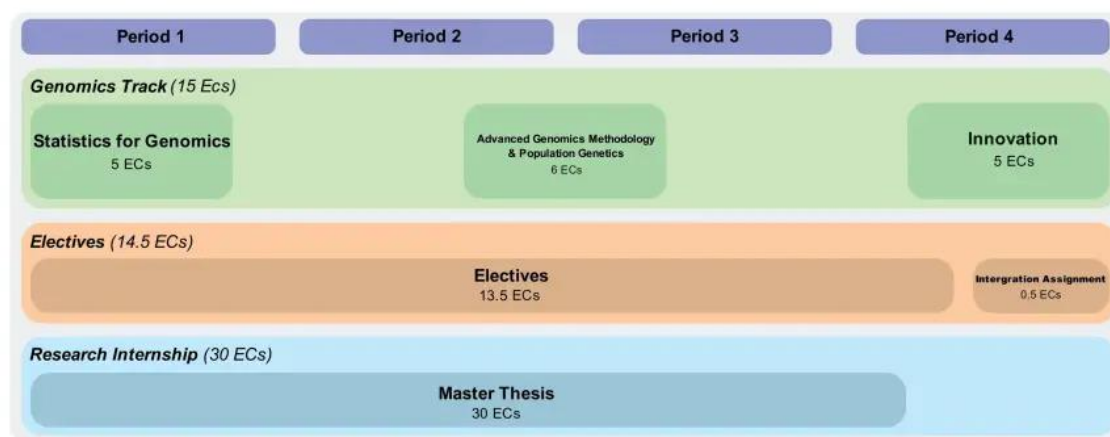 Period 1
Period 2
Period 3
Period 4
Genomics Track (15 Ecs)
Statistics for Genomics
5 ECs
Advanced Genomics Methodology
& Population Genetics
6 ECs
Innovation
5 ECs
Electives (14.5 ECs)
Electives
13.5 ECs
Intergration Assignment
0.5 ECs
Research Internship (30 ECs)
Master Thesis
30 ECs